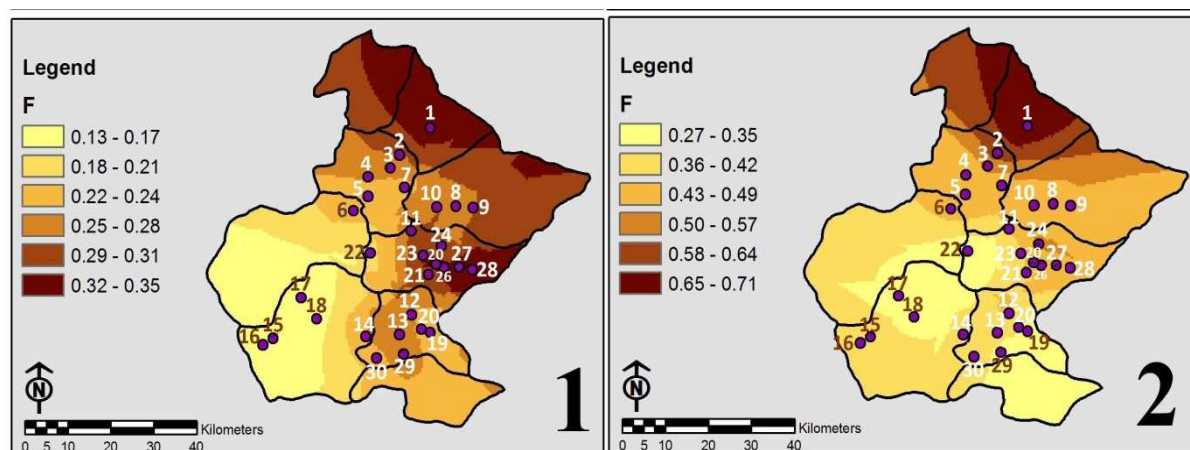 Legend
F
0.13 - 0.17
0.18 - 0.21
0.22 - 0.24
0.25 - 0.28
0.29 - 0.31
0.32 - 0.35
1
2
3
4
7
5
6
10
8
9
11
24
22
23
20
27
28
21
26
17
18
12
20
13
14
19
15
16
29
30
N
Kilometers
0 5 10 20 30 40
1
Legend
F
0.27 - 0.35
0.36 - 0.42
0.43 - 0.49
0.50 - 0.57
0.58 - 0.64
0.65 - 0.71
1
2
3
4
7
5
6
10
8
9
11
24
22
23
20
27
28
21
26
17
18
12
20
13
14
19
15
16
29
30
N
Kilometers
0 5 10 20 30 40
2